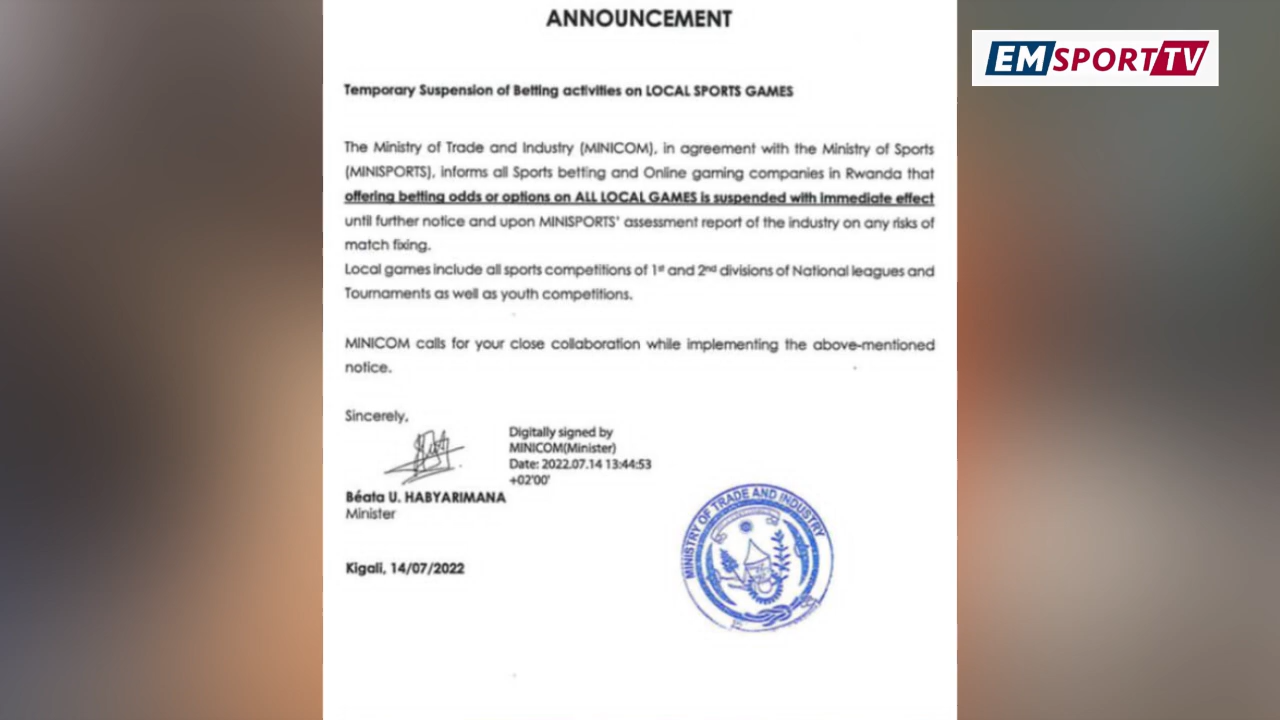 ANNOUNCEMENT
EMSPORTTV
Temporary Suspension of Betting activities on LOCAL SPORTS GAMES
The Ministry of Trade and Industry (MINICOM), in agreement with the Ministry of Sports
(MINISPORTS), informs all Sports betting and Online gaming companies in Rwanda that
offering betting odds or options on ALL LOCAL GAMES is suspended with immediate effect
until further notice and upon MINISPORTS' assessment report of the industry on any risks of
match fixing.
Local games include all sports competitions of 1st and 2nd divisions of National leagues and
Tournaments as well as youth competitions.
MINICOM calls for your close collaboration while implementing the above-mentioned
notice.
Sincerely,
Digitally signed by
MINICOM(Minister)
Date: 2022.07.14 13:44:53
+02'00'
Béata U. HABYARIMANA
Minister
MINISTRY OF TRADE AND INDUSTRY
Kigali, 14/07/2022